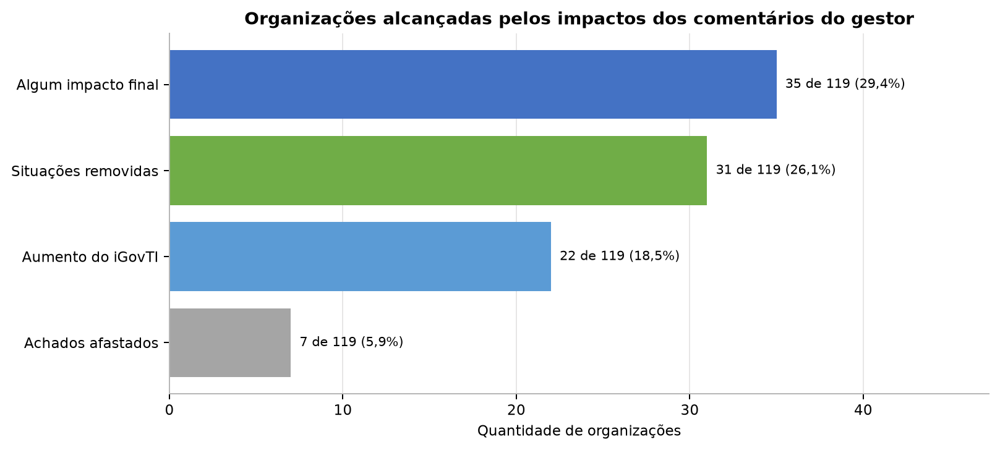 Organizações alcançadas pelos impactos dos comentários do gestor
Algum impacto final
35 de 119 (29,4%)
Situações removidas
31 de 119 (26,1%)
Aumento do iGovTI
22 de 119 (18,5%)
Achados afastados
7 de 119 (5,9%)
0 10 20 30 40
Quantidade de organizações